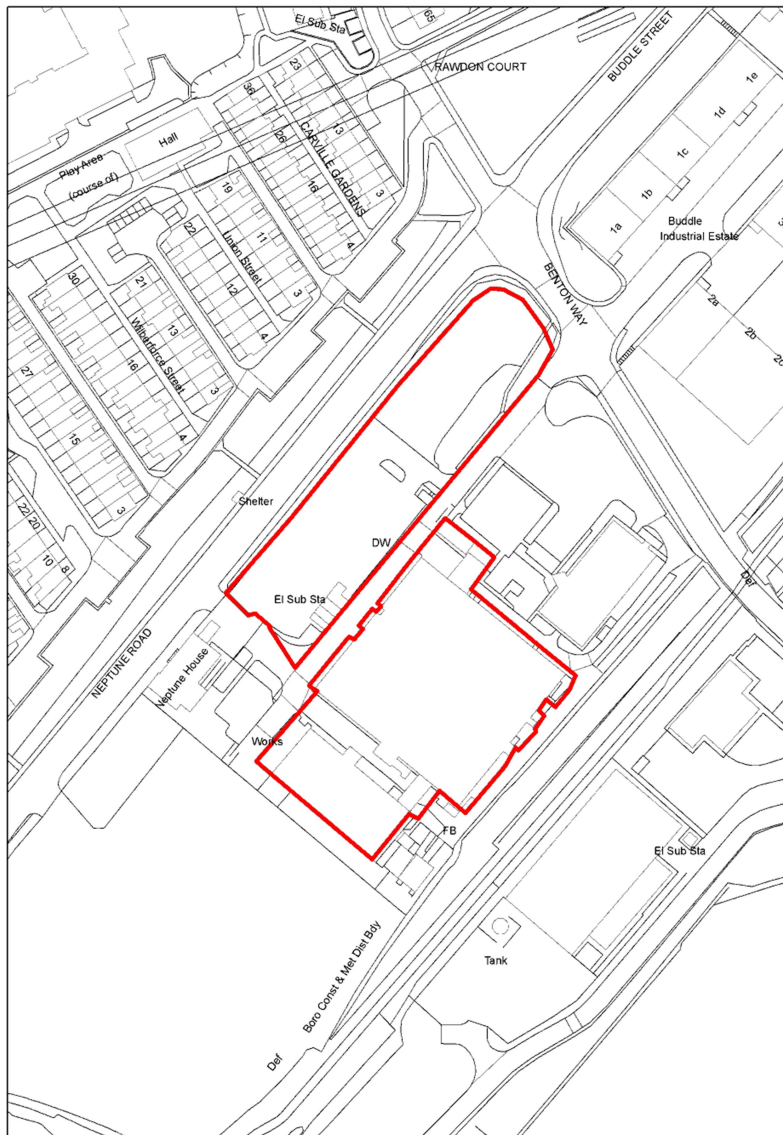 El Sub Sta
65
RAWDON COURT
BUDDLE STREET
36
23
26
13
CARVILLE GARDENS
16
3
4
Hall
Play Area
(course of)
19
11
Union Street
22
12
3
4
30
21
13
Wilberforce Street
16
3
4
27
15
3
22
20
10
8
1e
1d
1c
1b
1a
Buddle
Industrial Estate
BENTON WAY
2a
2b
Shelter
DW
El Sub Sta
Def
NEPTUNE ROAD
Neptune House
Works
FB
El Sub Sta
Tank
Boro Const & Met Dist Bdy
Def